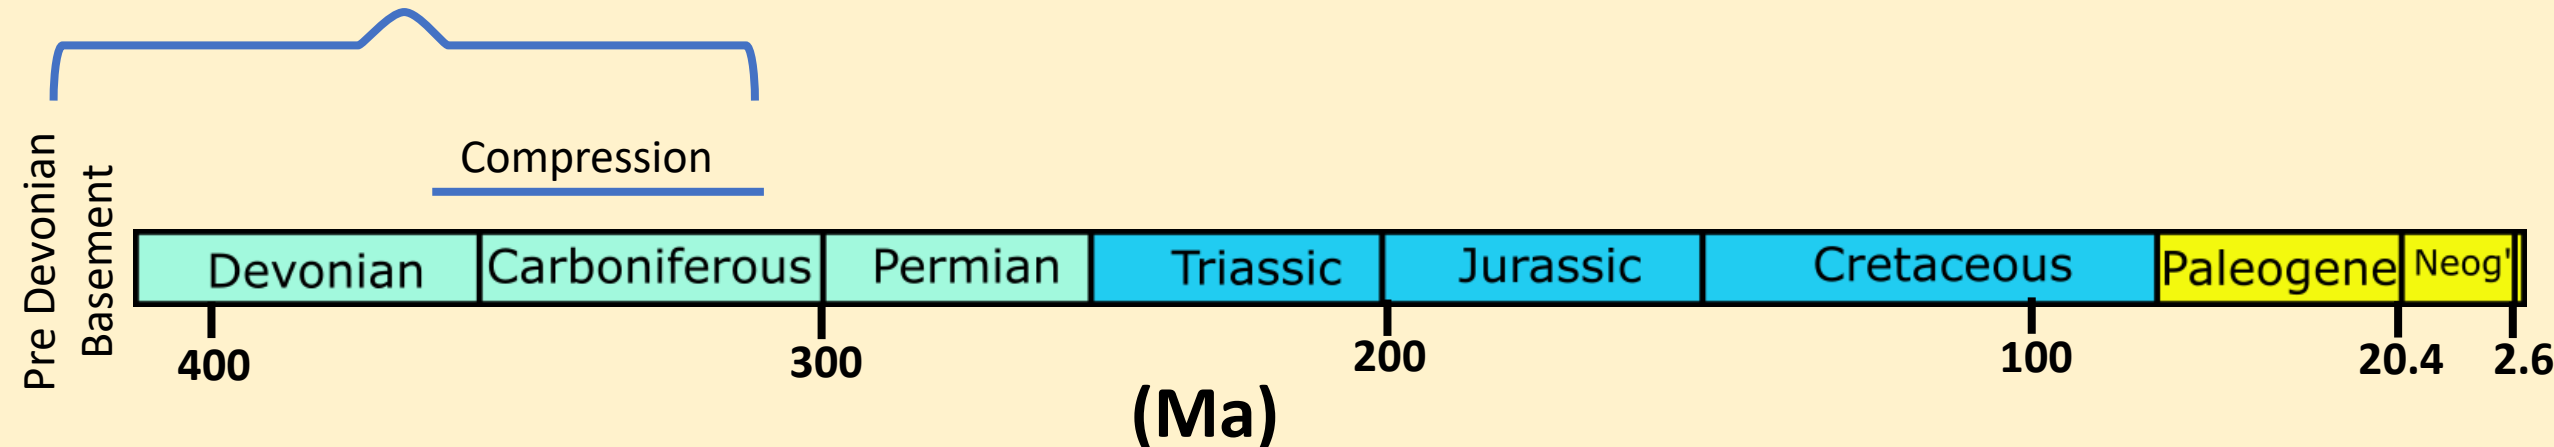 Pre Devonian
Basement
Compression
Devonian Carboniferous Permian Triassic Jurassic Cretaceous Paleogene Neog'
400 300 200 100 20.4 2.6
(Ma)